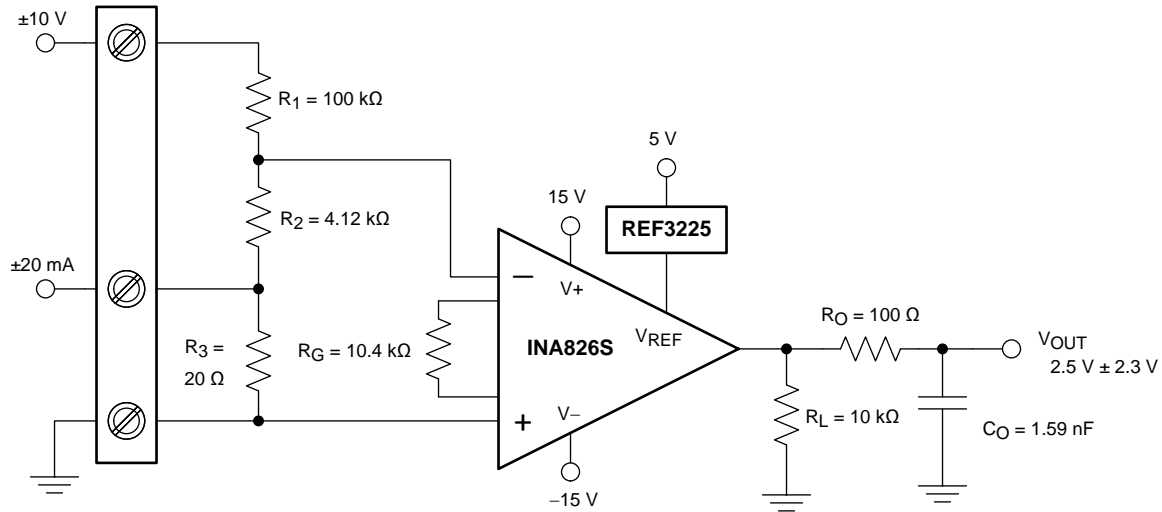 ±10 V
R1 = 100 kΩ
5 V
15 V
REF3225
R2 = 4.12 kΩ
±20 mA
−
V+
RO = 100 Ω
R3 =
20 Ω
RG = 10.4 kΩ
INA826S
VREF
VOUT
2.5 V ± 2.3 V
+
V−
RL = 10 kΩ
CO = 1.59 nF
−15 V